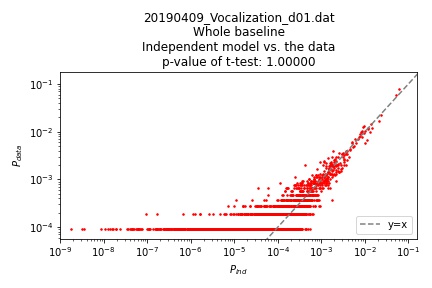 20190409_Vocalization_d01.dat
Whole baseline
Independent model vs. the data
p-value of t-test: 1.00000
P_data
10⁻¹
10⁻²
10⁻³
10⁻⁴
10⁻⁹ 10⁻⁸ 10⁻⁷ 10⁻⁶ 10⁻⁵ 10⁻⁴ 10⁻³ 10⁻² 10⁻¹
P_ind
y=x